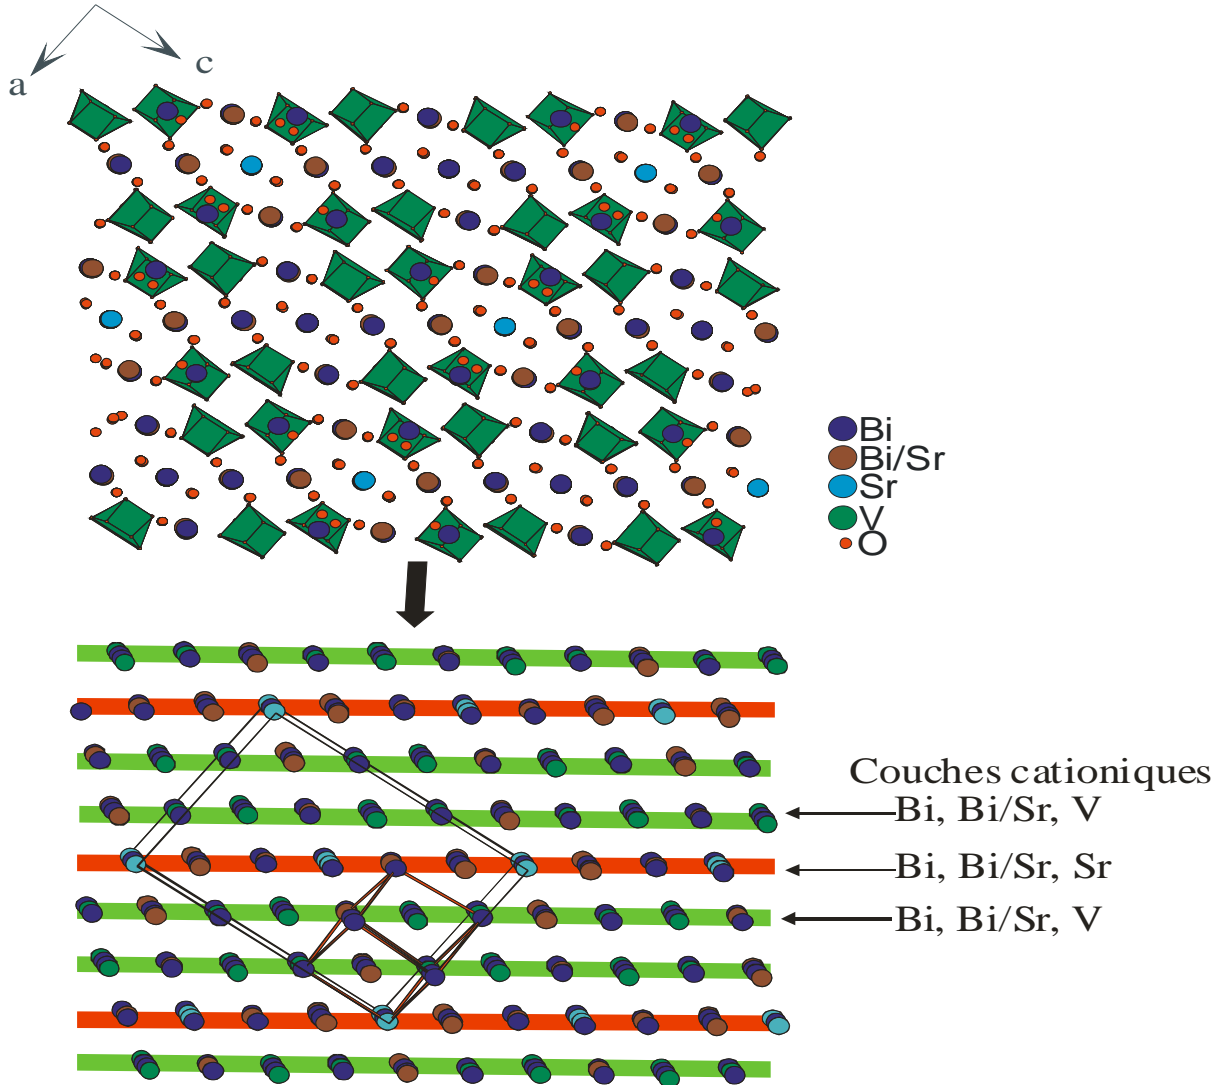 a
c
Bi
Bi/Sr
Sr
V
O
Couches cationiques
Bi, Bi/Sr, V
Bi, Bi/Sr, Sr
Bi, Bi/Sr, V